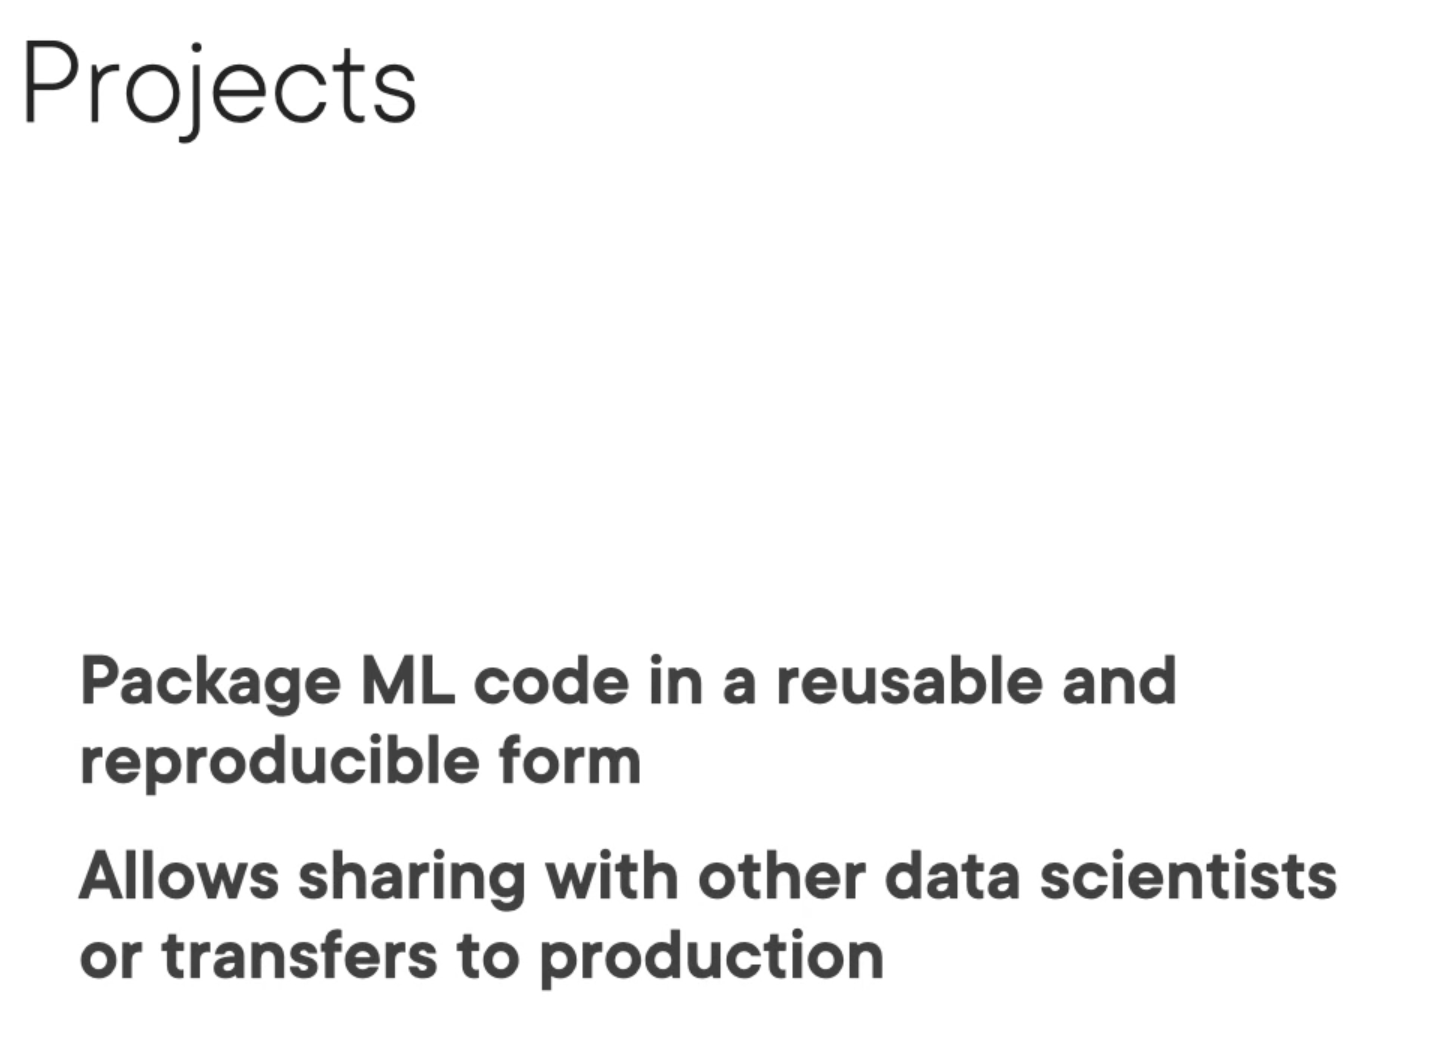 Projects
Package ML code in a reusable and
reproducible form
Allows sharing with other data scientists
or transfers to production